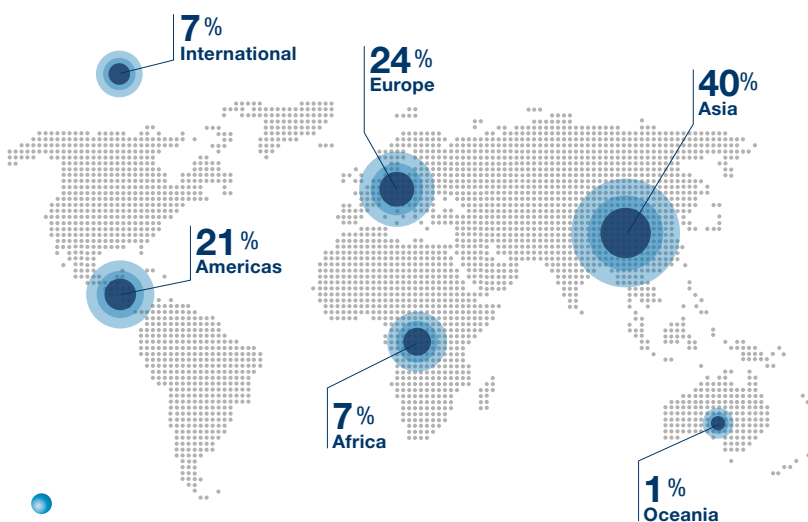 7 %
International
24 %
Europe
40%
Asia
21 %
Americas
7 %
Africa
1 %
Oceania